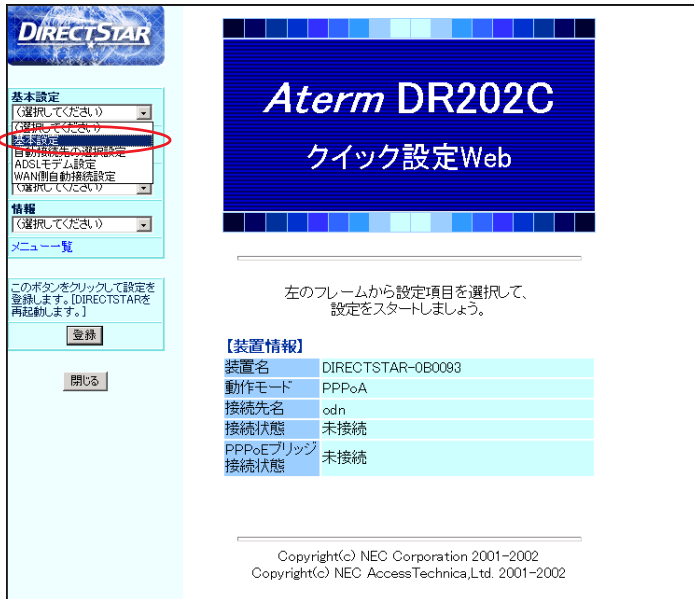 DIRECTSTAR
基本設定
(選択してください)
(選択してください)
基本設定
自動接続先の選択設定
ADSLモデム設定
WAN側自動接続設定
(選択してください)
情報
(選択してください)
メニュー一覧
このボタンをクリックして設定を
登録します。[DIRECTSTARを
再起動します。]
登録
閉じる
Aterm DR202C
クイック設定Web
左のフレームから設定項目を選択して、
設定をスタートしましょう。
【装置情報】
装置名 DIRECTSTAR-0B0093
動作モード PPPoA
接続先名 odn
接続状態 未接続
PPPoEブリッジ
接続状態 未接続
Copyright(c) NEC Corporation 2001-2002
Copyright(c) NEC AccessTechnica,Ltd. 2001-2002